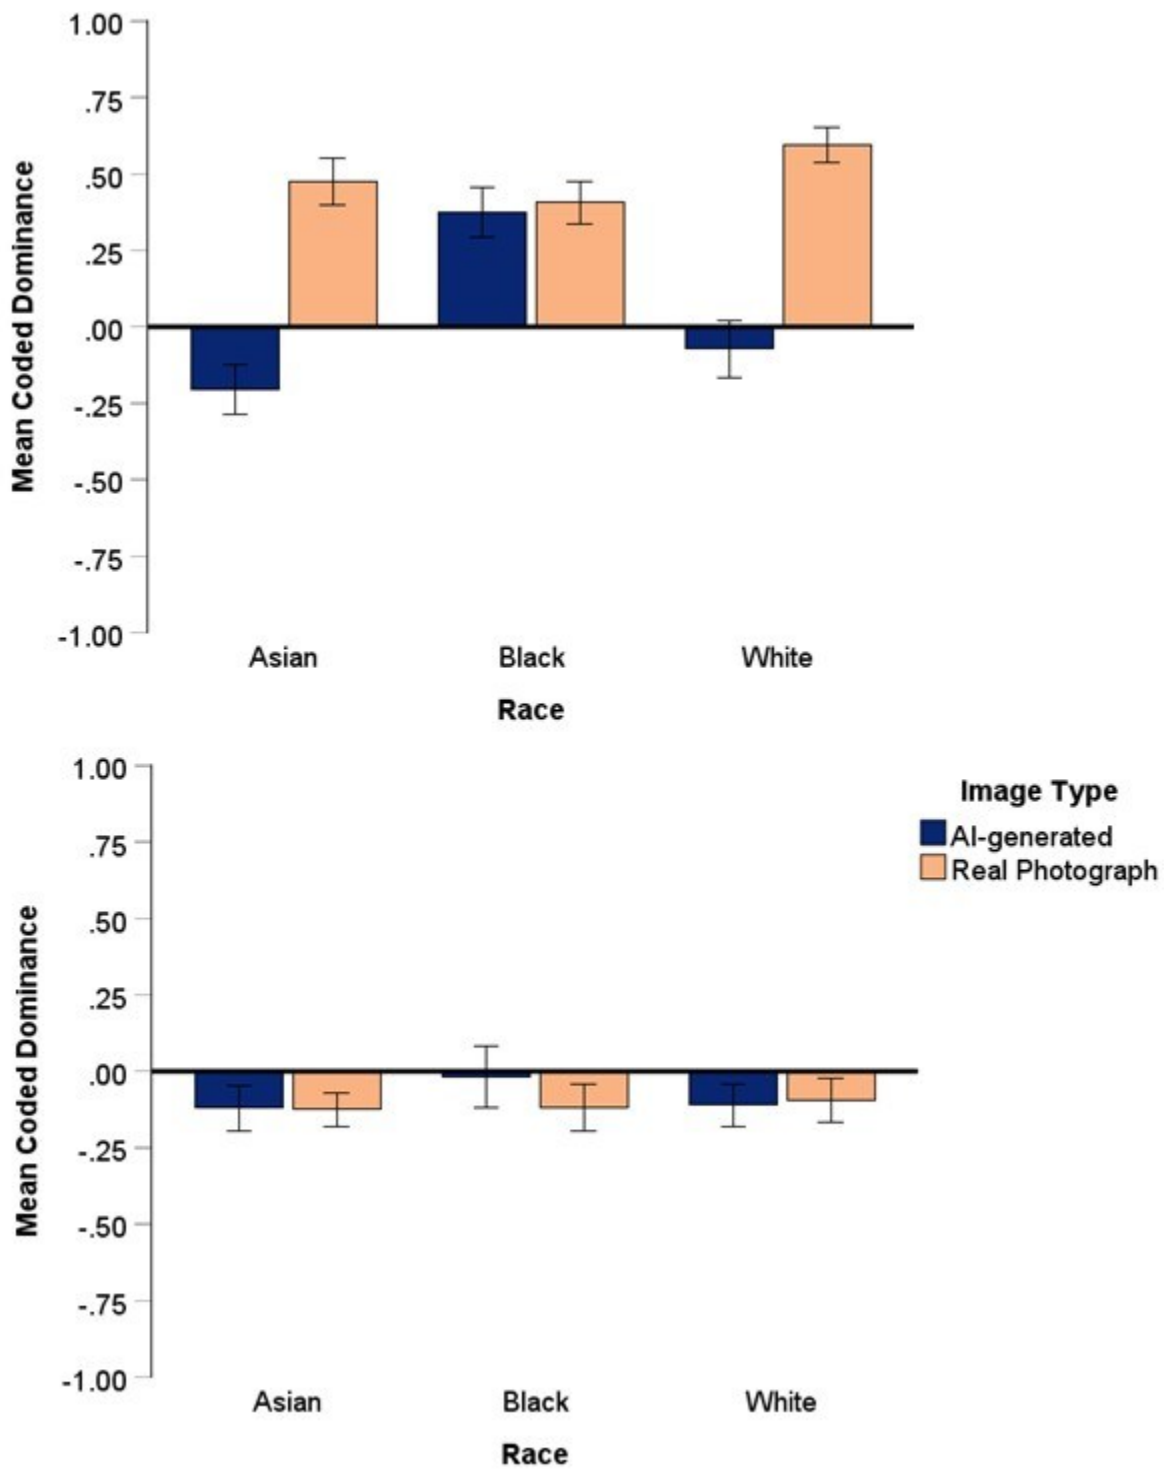 1.00
.75
.50
.25
.00
-.25
-.50
-.75
-1.00
Mean Coded Dominance
Asian Black White
Race
1.00
.75
.50
.25
.00
-.25
-.50
-.75
-1.00
Mean Coded Dominance
Asian Black White
Race
Image Type
AI-generated
Real Photograph